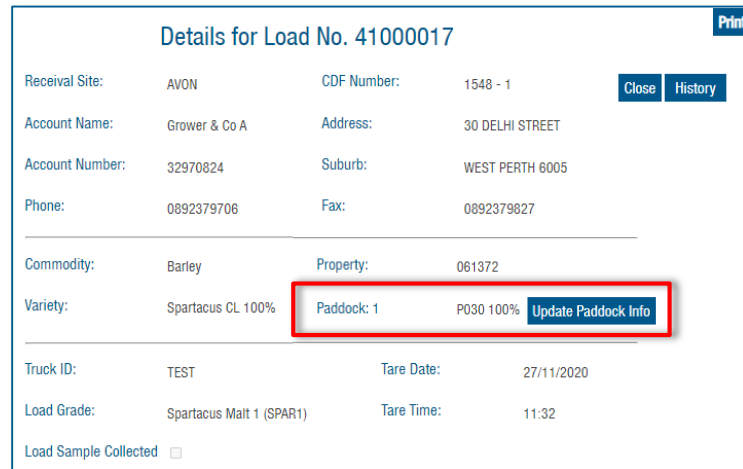 Print
Details for Load No. 41000017
Receival Site: AVON CDF Number: 1548 - 1 Close History
Account Name: Grower & Co A Address: 30 DELHI STREET
Account Number: 32970824 Suburb: WEST PERTH 6005
Phone: 0892379706 Fax: 0892379827
Commodity: Barley Property: 061372
Variety: Spartacus CL 100% Paddock: 1 P030 100% Update Paddock Info
Truck ID: TEST Tare Date: 27/11/2020
Load Grade: Spartacus Malt 1 (SPAR1) Tare Time: 11:32
Load Sample Collected